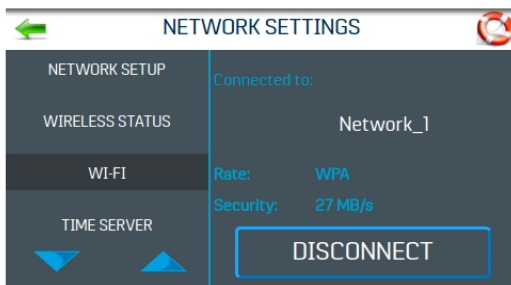 NETWORK SETTINGS
NETWORK SETUP
WIRELESS STATUS
WI-FI
TIME SERVER
Connected to:
Network_1
Rate: WPA
Security: 27 MB/s
DISCONNECT